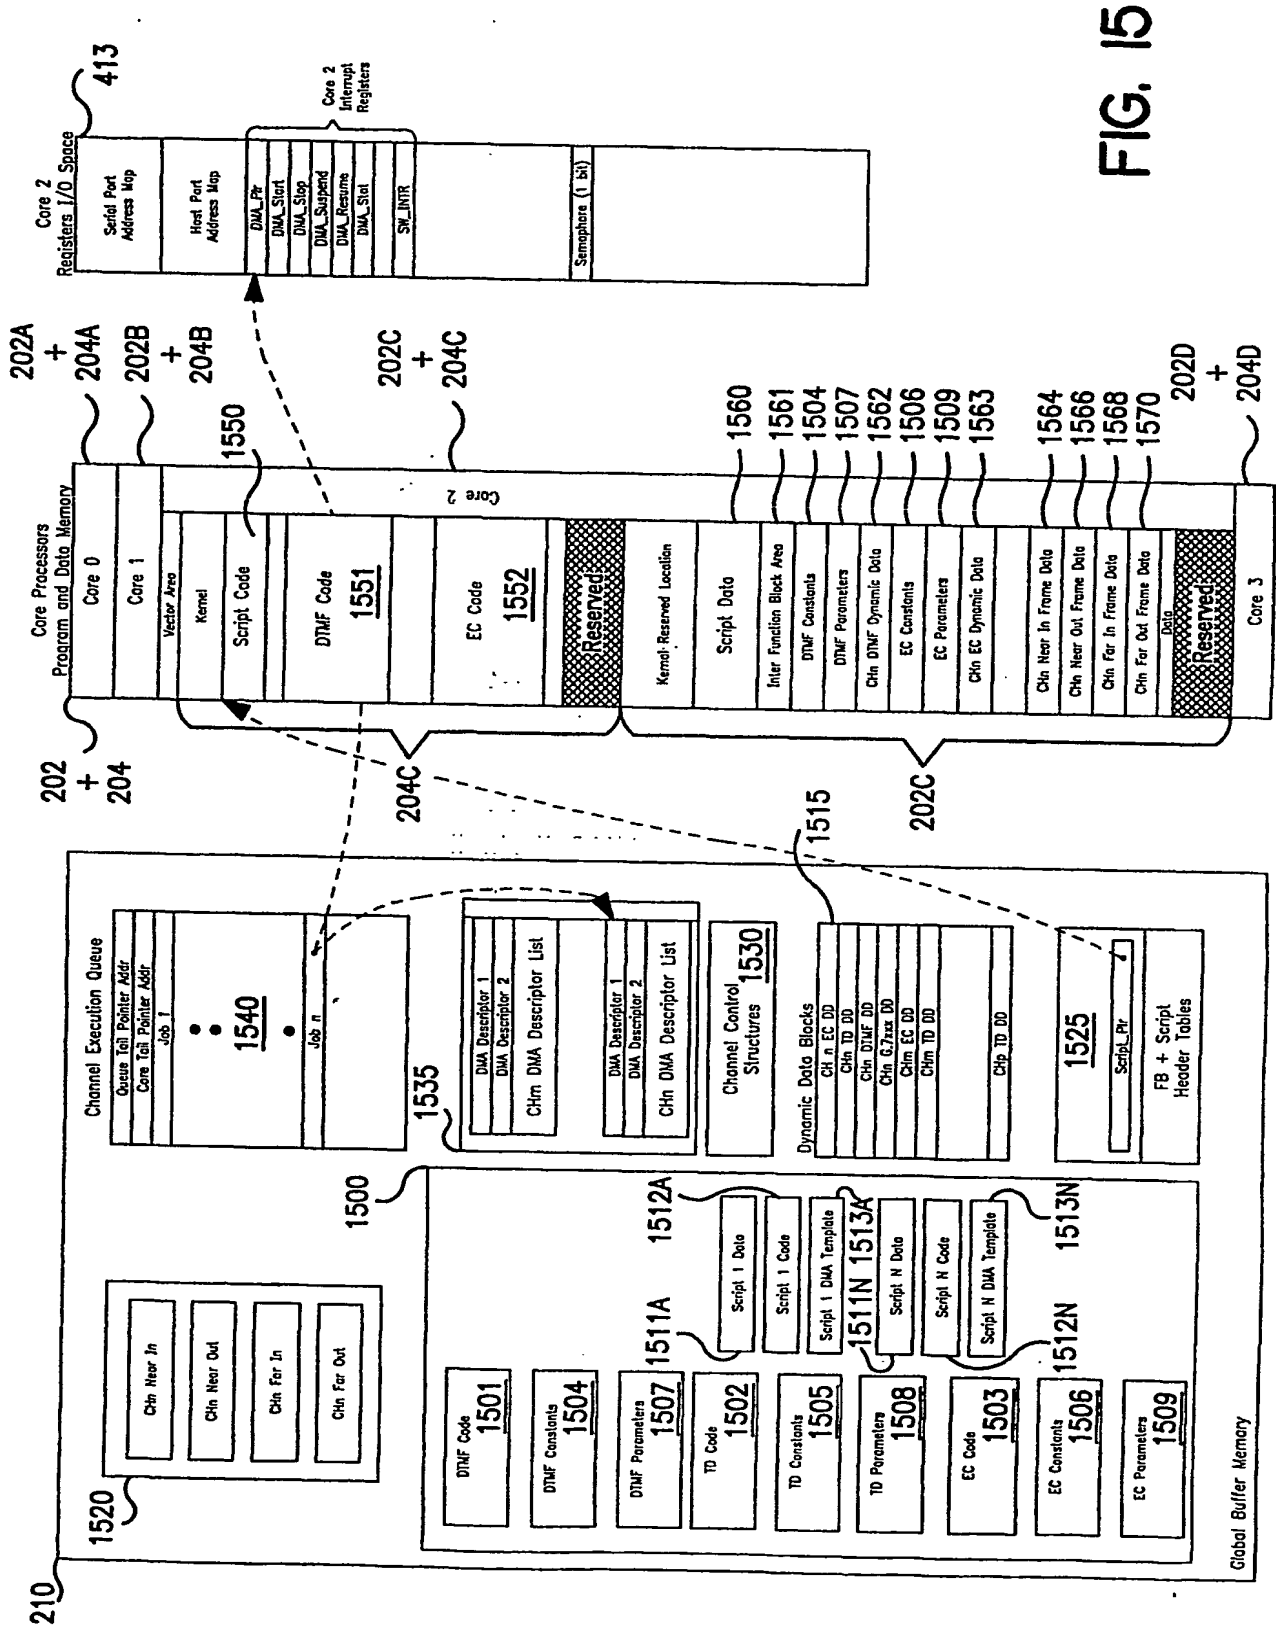 210
1520
CHn Near In
CHn Near Out
CHn Far In
CHn Far Out
Channel Execution Queue
Queue Tail Pointer Addr
Core Tail Pointer Addr
Job 1
1540
Job n
1500
1535
DMA Descriptor 1
DMA Descriptor 2
CHm DMA Descriptor List
DMA Descriptor 1
DMA Descriptor 2
CHn DMA Descriptor List
Channel Control
Structures
1530
1515
Dynamic Data Blocks
CH n EC DD
CHn TD DD
CHn DTMF DD
CHn G.7xxx DD
CHm EC DD
CHm TD DD
CHp TD DD
1525
Script_Ptr
FB + Script
Header Tables
DTMF Code
1501
DTMF Constants
1504
DTMF Parameters
1507
TD Code
1502
TD Constants
1505
TD Parameters
1508
EC Code
1503
EC Constants
1506
EC Parameters
1509
1511A
Script 1 Data
1512A
Script 1 Code
Script 1 DMA Template
1513A
1511N
Script N Data
Script N Code
1512N
Script N DMA Template
1513N
Global Buffer Memory
202
+
204
Core Processors
Program and Data Memory
Core 0
Core 1
Vector Area
Kernel
Script Code
DTMF Code
1551
EC Code
1552
Reserved
Core 2
Kernal Reserved Location
Script Data
Inter Function Block Area
DTMF Constants
DTMF Parameters
CHn DTMF Dynamic Data
EC Constants
EC Parameters
CHn EC Dynamic Data
CHn Near In Frame Data
CHn Near Out Frame Data
CHn Far In Frame Data
CHn Far Out Frame Data
Data
Reserved
Core 3
204C
202C
202A
+
204A
202B
+
204B
1550
202C
+
204C
1560
1561
1504
1507
1562
1506
1509
1563
1564
1566
1568
1570
202D
+
204D
Core 2
Registers I/O Space
413
Serial Port
Address Map
Host Port
Address Map
DMA_Ptr
DMA_Start
DMA_Stop
DMA_Suspend
DMA_Resume
DMA_Stat
SW_INTR
Core 2
Interrupt
Registers
Semaphore (1 bit)
FIG. 15